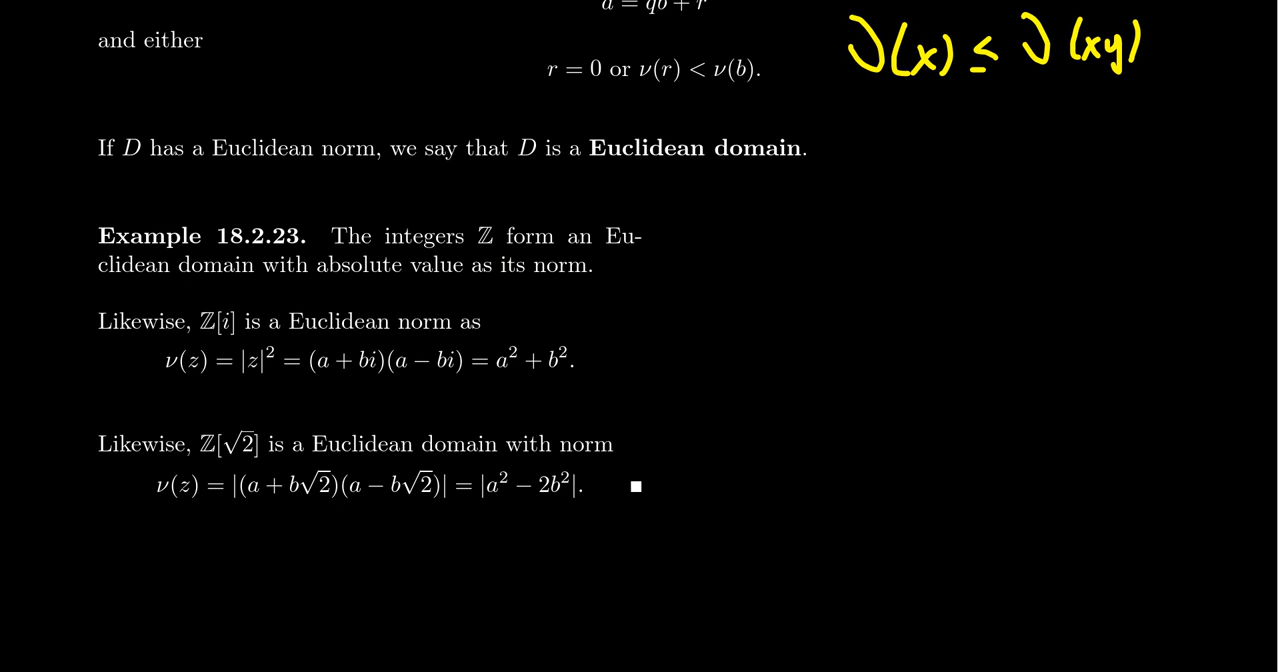 a = qb + r
and either
ν(x) ≤ ν(xy)
r = 0 or ν(r) < ν(b).
If D has a Euclidean norm, we say that D is a Euclidean domain.
Example 18.2.23. The integers ℤ form an Eu-
clidean domain with absolute value as its norm.
Likewise, ℤ[i] is a Euclidean norm as
ν(z) = |z|² = (a + bi)(a − bi) = a² + b².
Likewise, ℤ[√2] is a Euclidean domain with norm
ν(z) = |(a + b√2)(a − b√2)| = |a² − 2b²|. ■